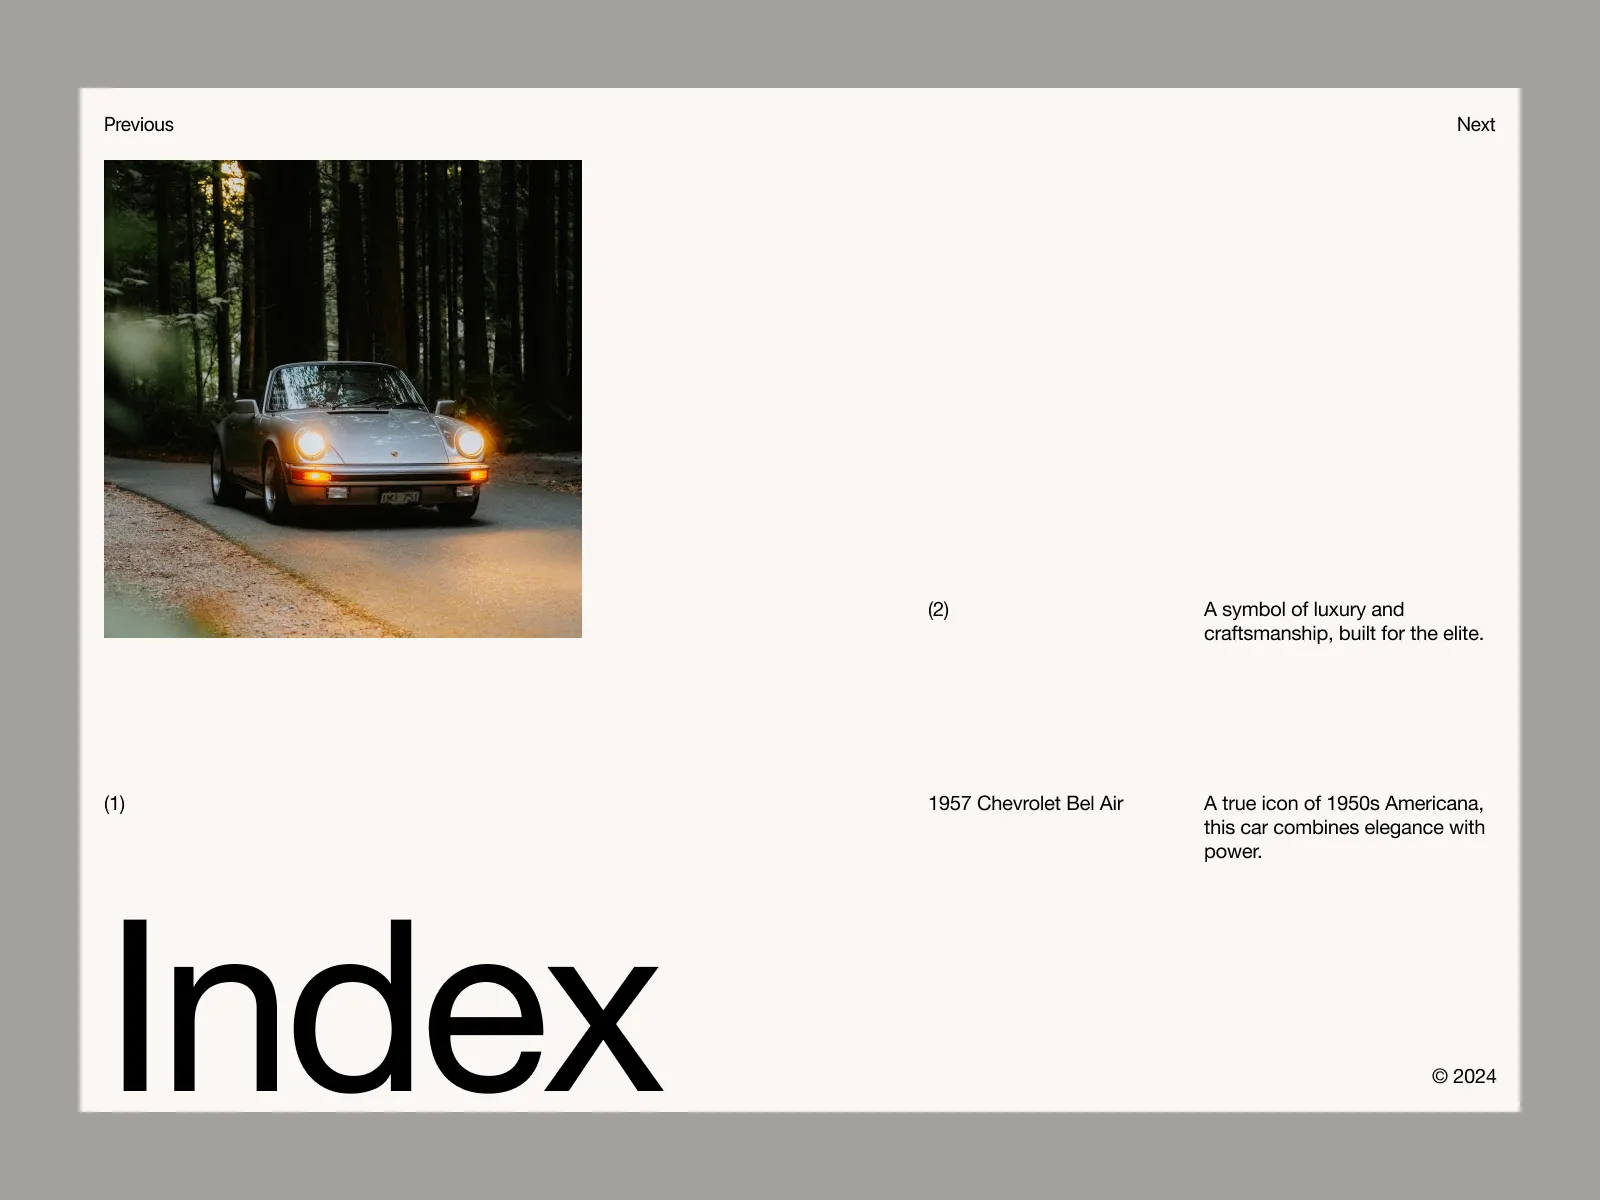 Previous
Next
(2)
A symbol of luxury and
craftsmanship, built for the elite.
(1)
1957 Chevrolet Bel Air
A true icon of 1950s Americana,
this car combines elegance with
power.
Index
© 2024